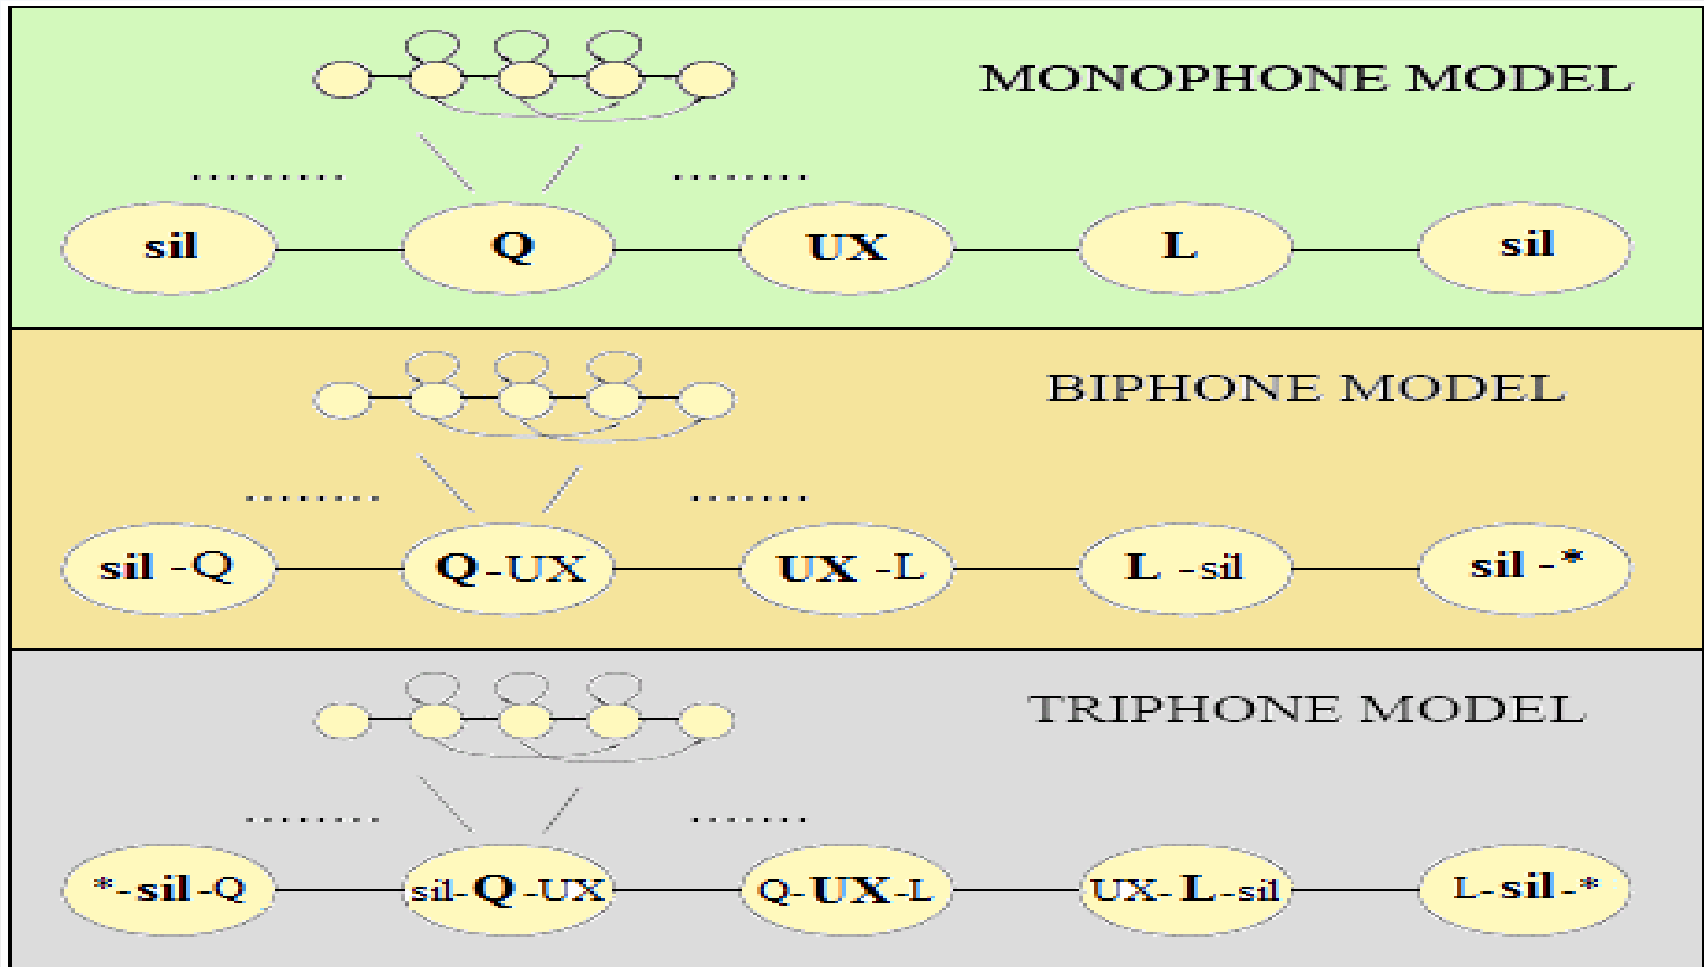 MONOPHONE MODEL
sil Q UX L sil
BIPHONE MODEL
sil -Q Q-UX UX -L L -sil sil -*
TRIPHONE MODEL
*-sil-Q sil-Q-UX Q-UX-L UX-L-sil L-sil-*